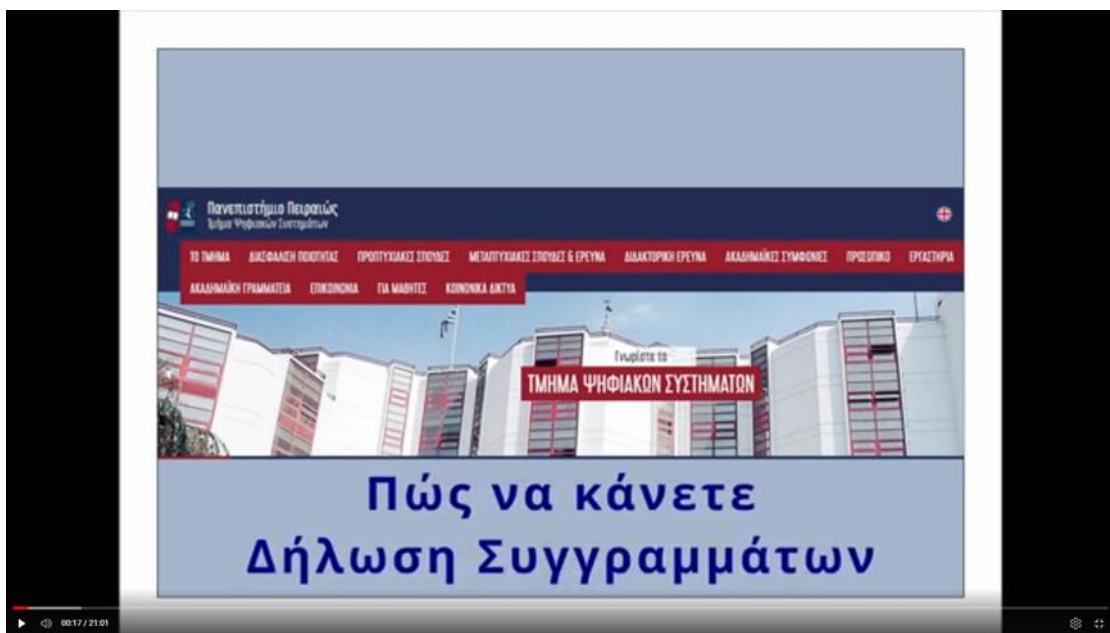 Πανεπιστήμιο Πειραιώς
Τμήμα Ψηφιακών Συστημάτων
ΤΟ ΤΜΗΜΑ ΔΙΑΣΦΑΛΙΣΗ ΠΟΙΟΤΗΤΑΣ ΠΡΟΠΤΥΧΙΑΚΕΣ ΣΠΟΥΔΕΣ ΜΕΤΑΠΤΥΧΙΑΚΕΣ ΣΠΟΥΔΕΣ & ΕΡΕΥΝΑ ΔΙΔΑΚΤΟΡΙΚΗ ΕΡΕΥΝΑ ΑΚΑΔΗΜΑΪΚΕΣ ΣΥΜΦΩΝΙΕΣ ΠΡΟΣΩΠΙΚΟ ΕΡΓΑΣΤΗΡΙΑ
ΑΚΑΔΗΜΑΪΚΗ ΓΡΑΜΜΑΤΕΙΑ ΕΠΙΚΟΙΝΩΝΙΑ ΓΙΑ ΜΑΘΗΤΕΣ ΚΟΙΝΩΝΙΚΑ ΔΙΚΤΥΑ
Γνωρίστε το
ΤΜΗΜΑ ΨΗΦΙΑΚΩΝ ΣΥΣΤΗΜΑΤΩΝ
Πώς να κάνετε
Δήλωση Συγγραμμάτων
00:17 / 21:01